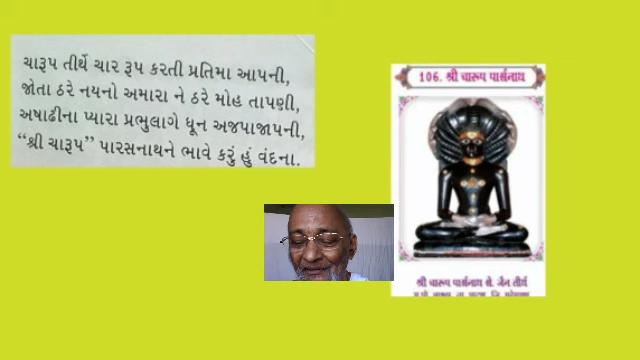 ચારૂપ તીર્થે ચાર રૂપ કરતી પ્રતિમા આપની,
જોતા ઠરે નયનો અમારા ને ઠરે મોહ તાપણી,
અષાઢીના પ્યારા પ્રભુલાગે ધૂન અજપાજાપની,
“શ્રી ચારૂપ” પારસનાથને ભાવે કરું હું વંદના.
106. શ્રી ચારૂપ પાર્શ્વનાથ
શ્રી ચારૂપ પાર્શ્વનાથ શ્વે. જૈન તીર્થ